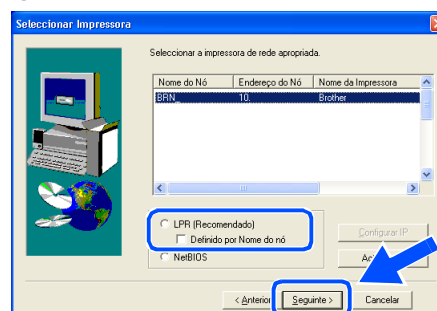 Seleccionar Impressora
Seleccionar a impressora de rede apropriada.
Nome do Nó Endereço do Nó Nome da Impressora
BRN_ 10. Brother
LPR (Recomendado)
Definido por Nome do nó
Configurar IP
NetBIOS
< Anterior Seguinte > Cancelar